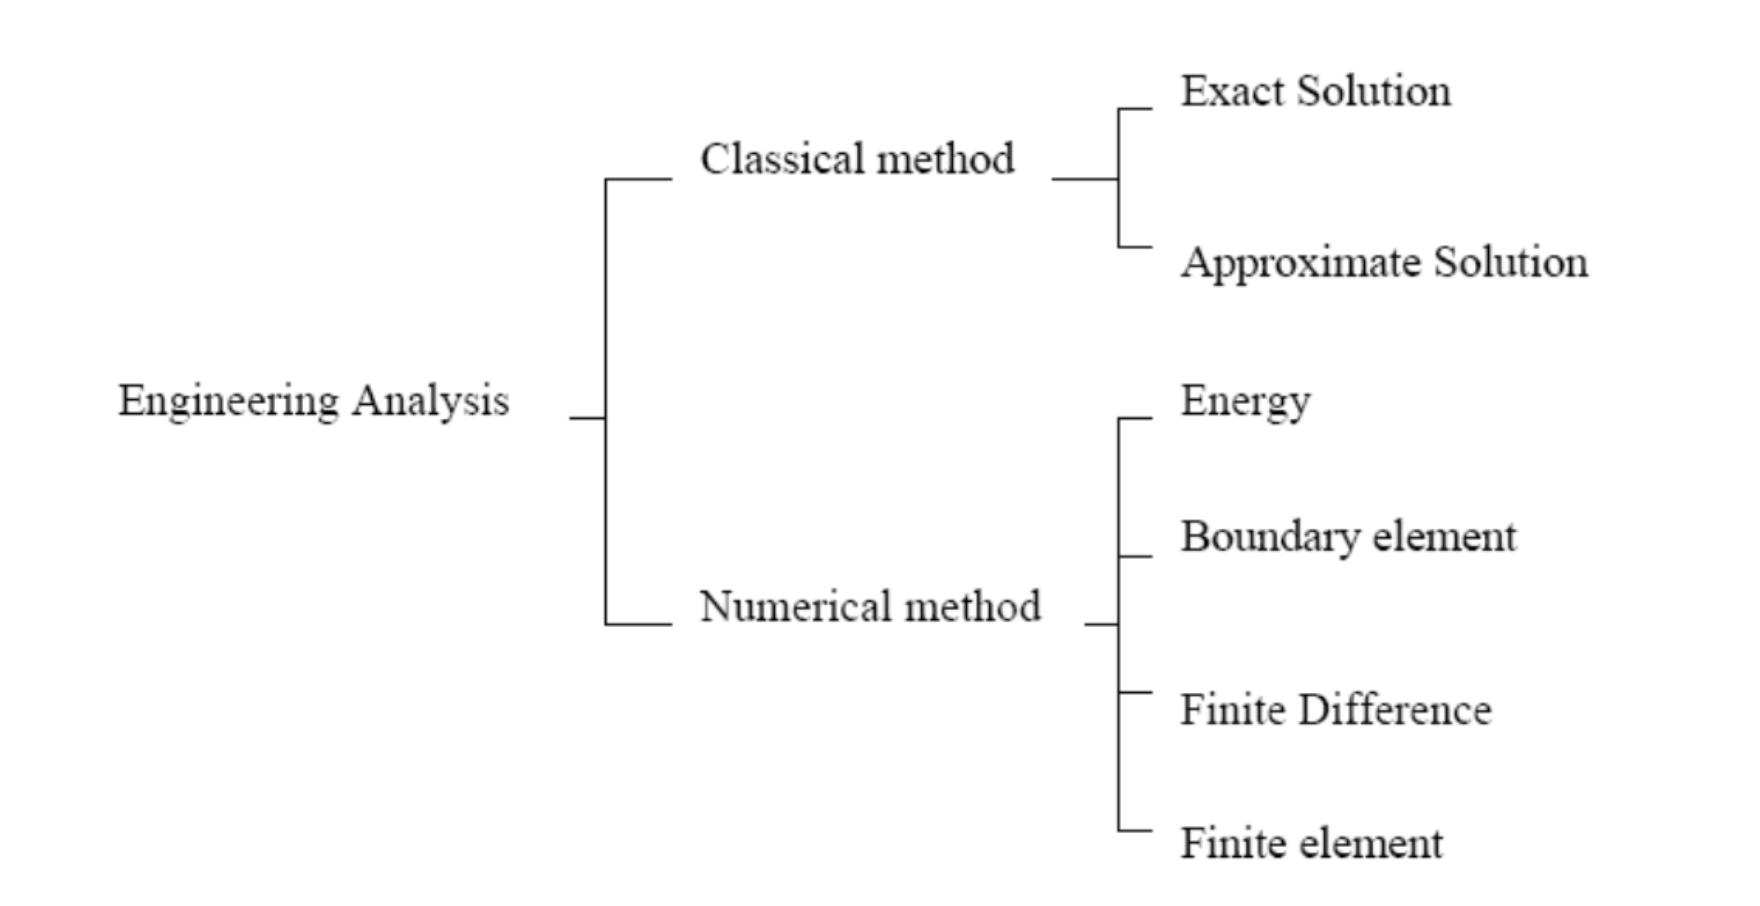 Exact Solution
Classical method
Approximate Solution
Engineering Analysis
Energy
Boundary element
Numerical method
Finite Difference
Finite element